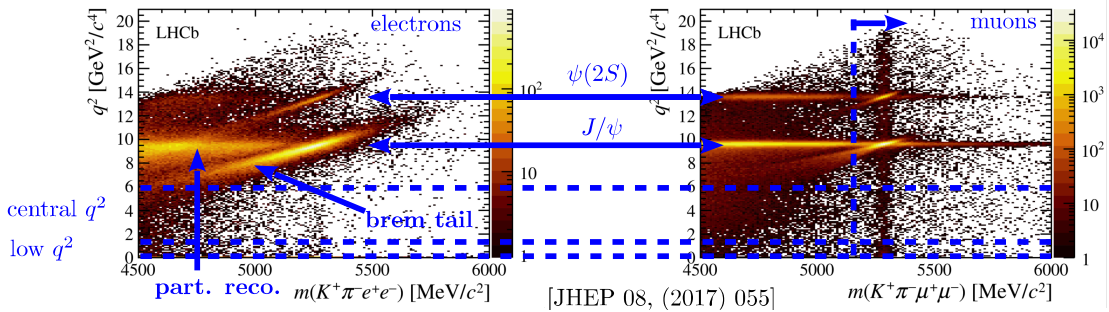 20
18
16
14
12
10
8
6
4
2
0
q² [GeV²/c⁴]
LHCb
electrons
4500
5000
5500
6000
m(K⁺π⁻e⁺e⁻) [MeV/c²]
10²
10
1
ψ(2S)
J/ψ
central q²
low q²
brem tail
part. reco.
[JHEP 08, (2017) 055]
20
18
16
14
12
10
8
6
4
2
0
q² [GeV²/c⁴]
LHCb
muons
4500
5000
5500
6000
m(K⁺π⁻μ⁺μ⁻) [MeV/c²]
10⁴
10³
10²
10
1